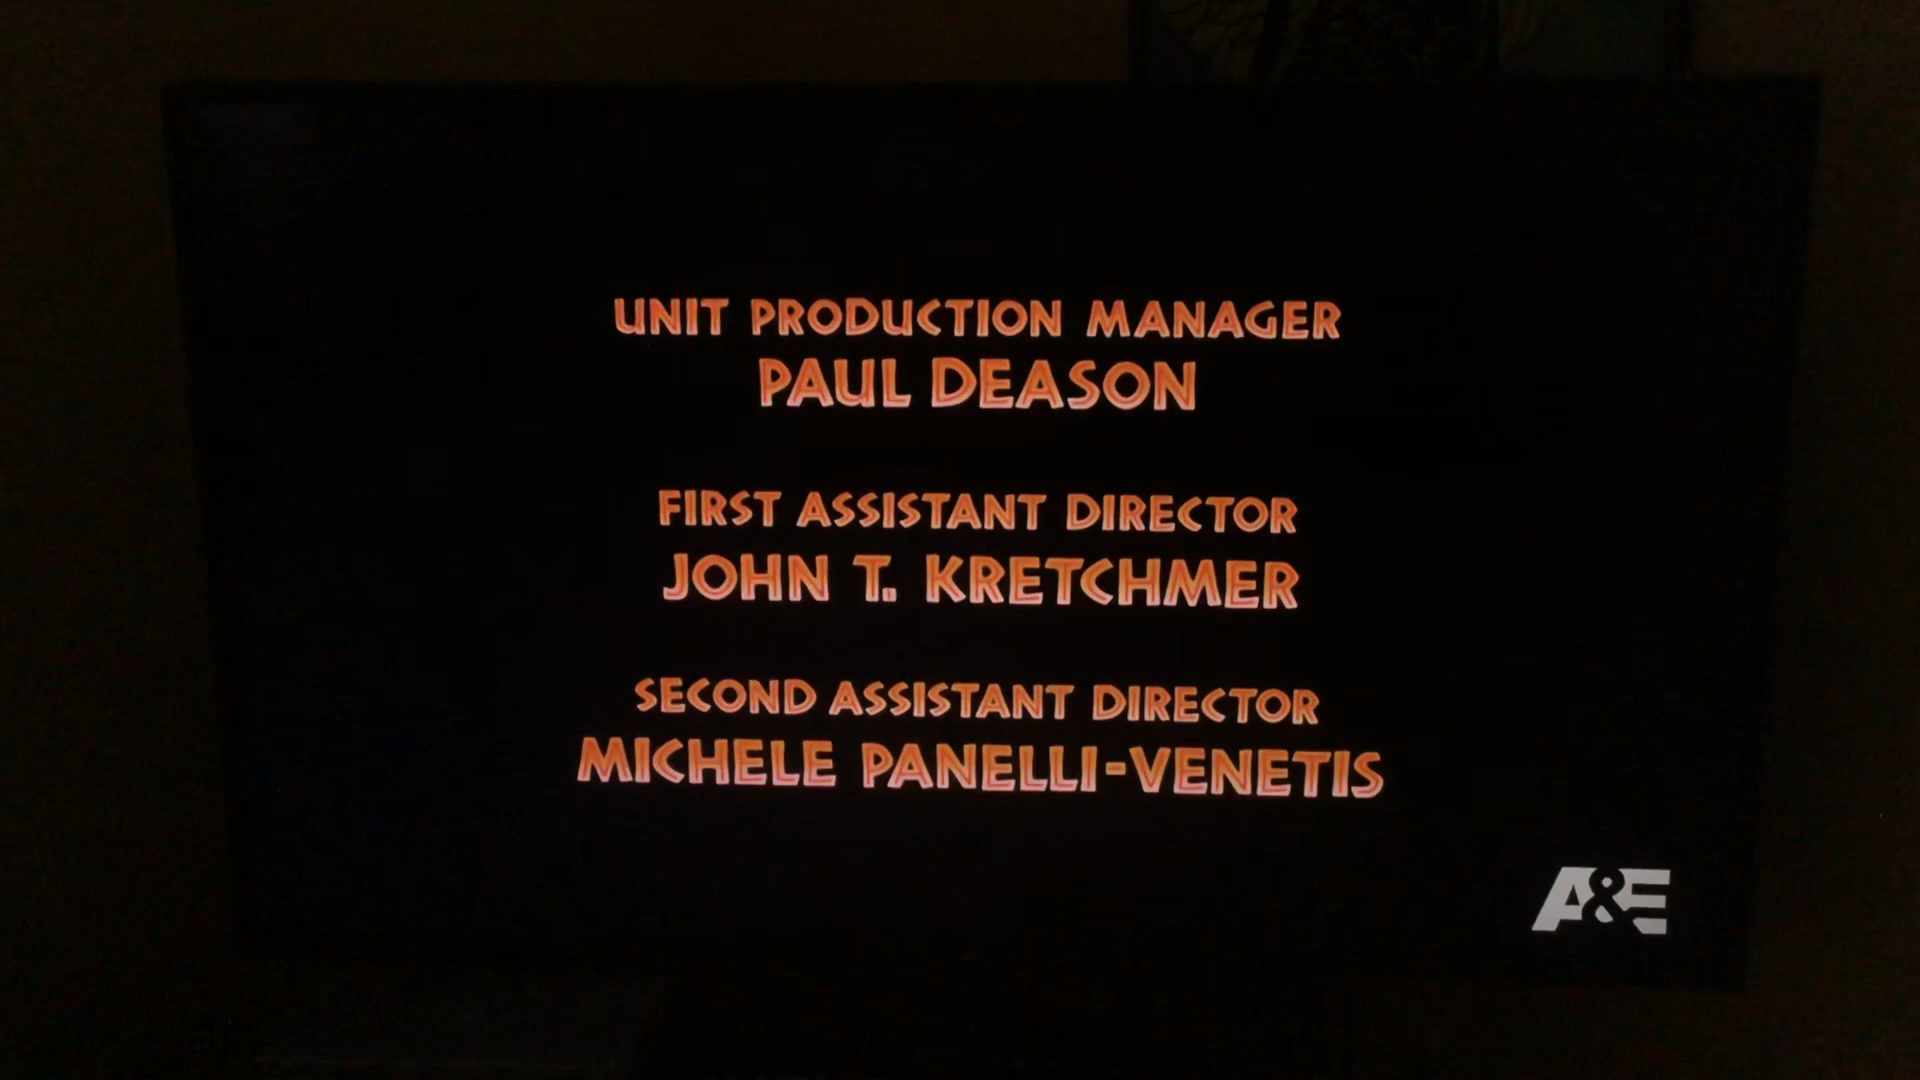 UNIT PRODUCTION MANAGER
PAUL DEASON
FIRST ASSISTANT DIRECTOR
JOHN T. KRETCHMER
SECOND ASSISTANT DIRECTOR
MICHELE PANELLI-VENETIS
A&E